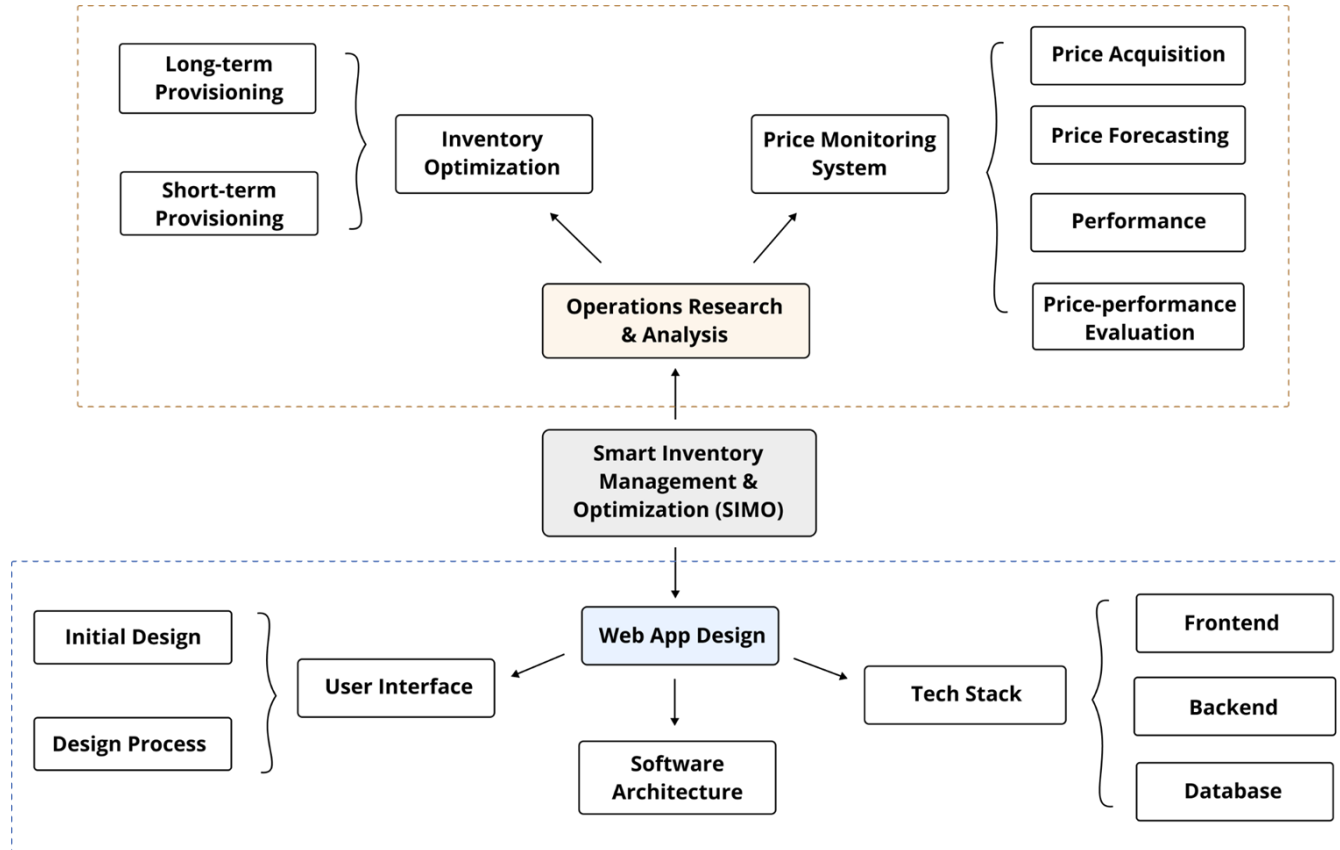 Long-term
Provisioning
Short-term
Provisioning
Inventory
Optimization
Price Monitoring
System
Price Acquisition
Price Forecasting
Performance
Price-performance
Evaluation
Operations Research
& Analysis
Smart Inventory
Management &
Optimization (SIMO)
Web App Design
Initial Design
Design Process
User Interface
Software
Architecture
Tech Stack
Frontend
Backend
Database